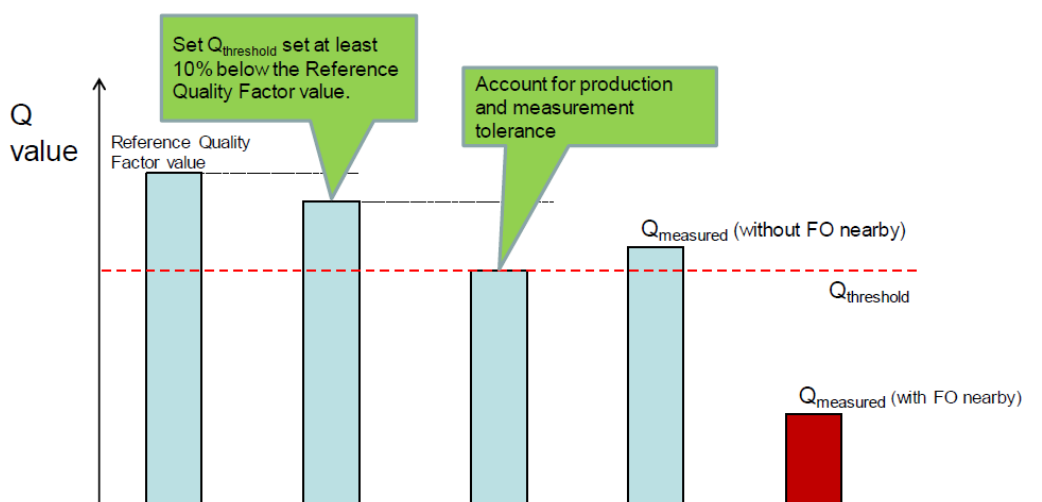 Set Qthreshold set at least
10% below the Reference
Quality Factor value.
Account for production
and measurement
tolerance
Q
value
Reference Quality
Factor value
Qmeasured (without FO nearby)
Qthreshold
Qmeasured (with FO nearby)